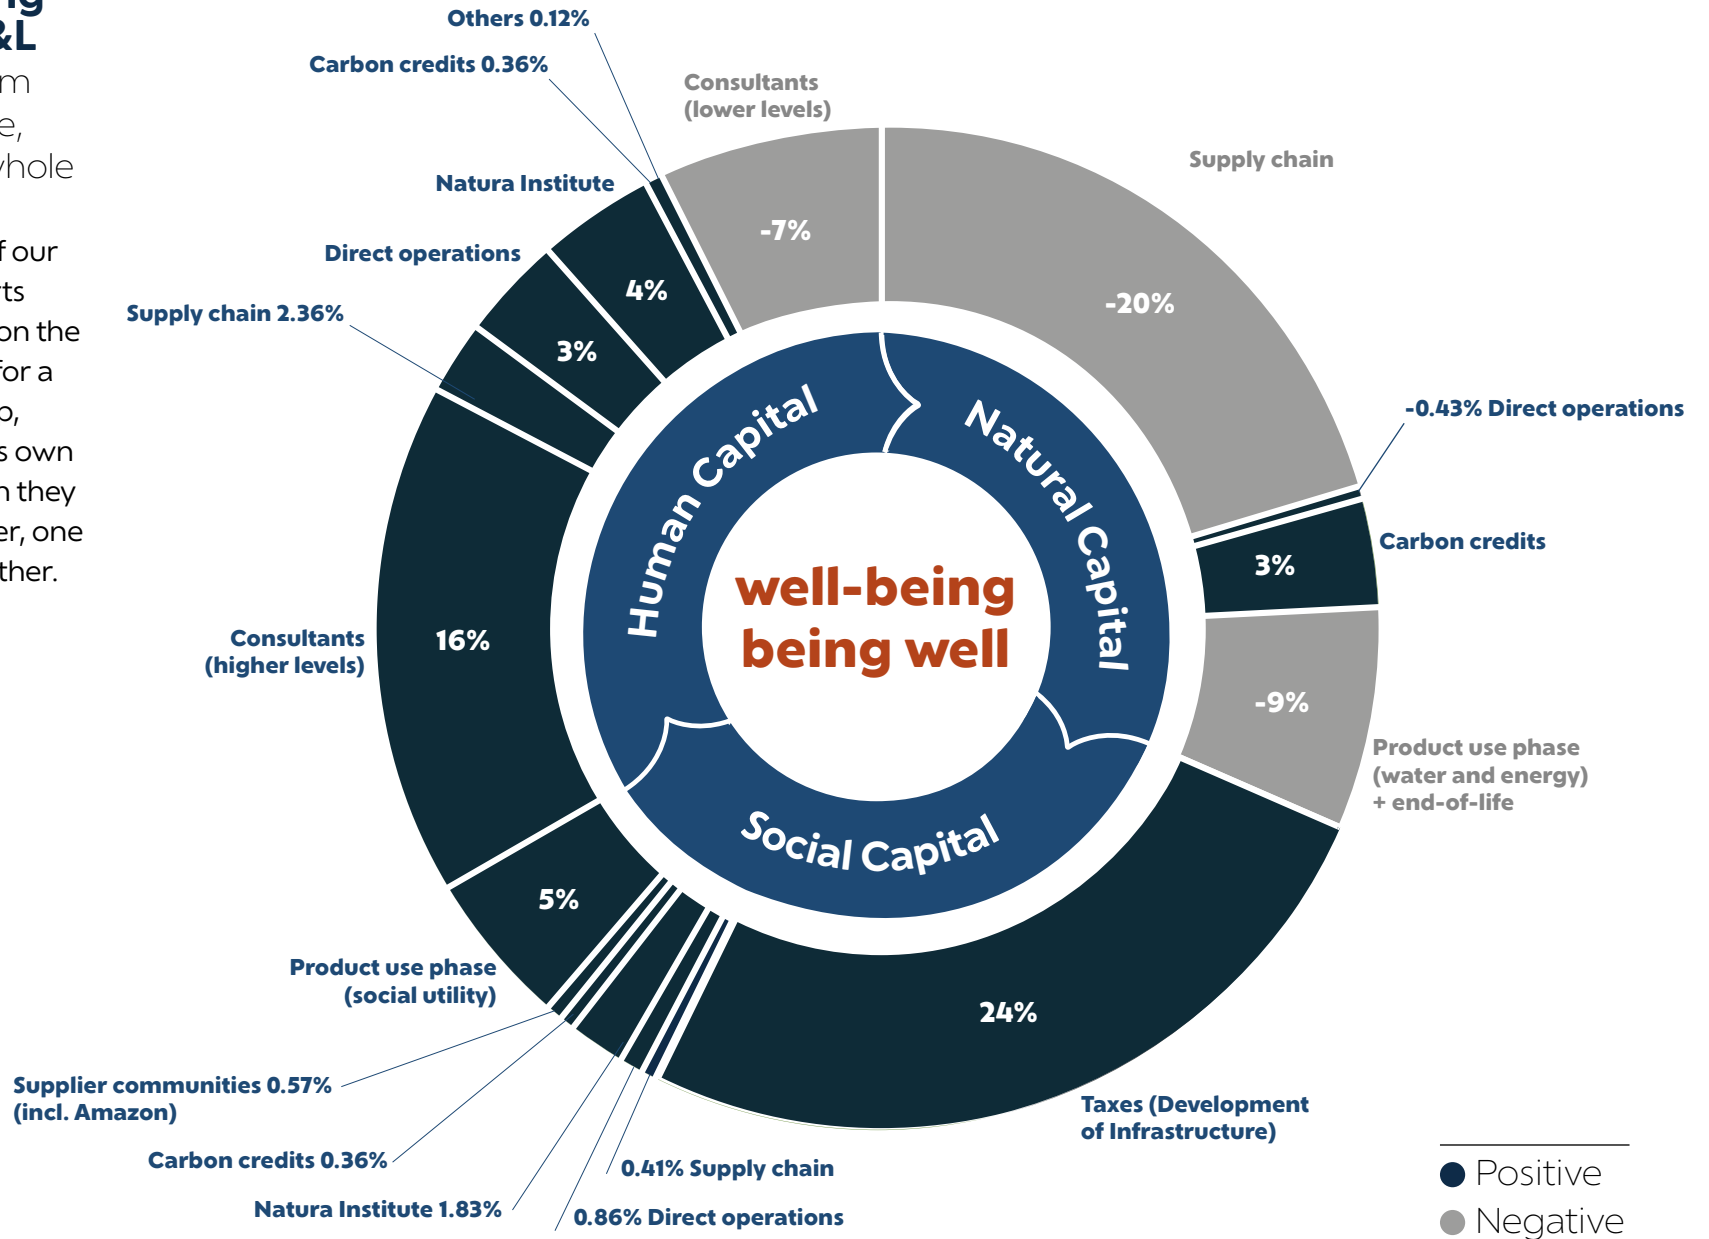 &L
whole
of our
on the
for a
own
they
one
Others 0.12%
Carbon credits 0.36%
Natura Institute
Direct operations
Supply chain 2.36%
Consultants
(lower levels)
Supply chain
-0.43% Direct operations
Carbon credits
Product use phase
(water and energy)
+ end-of-life
Taxes (Development
of Infrastructure)
0.41% Supply chain
0.86% Direct operations
Natura Institute 1.83%
Carbon credits 0.36%
Supplier communities 0.57%
(incl. Amazon)
Product use phase
(social utility)
Consultants
(higher levels)
-7%
-20%
3%
-9%
24%
5%
16%
3%
4%
Human Capital
Natural Capital
Social Capital
well-being
being well
Positive
Negative